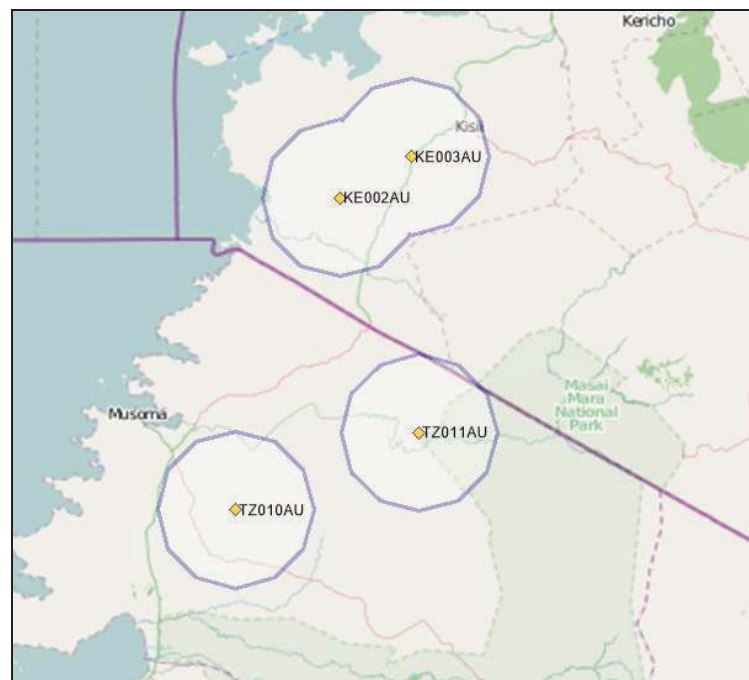 Kericho
Kisii
KE003AU
KE002AU
Masai
Mara
National
Park
Musoma
TZ011AU
TZ010AU